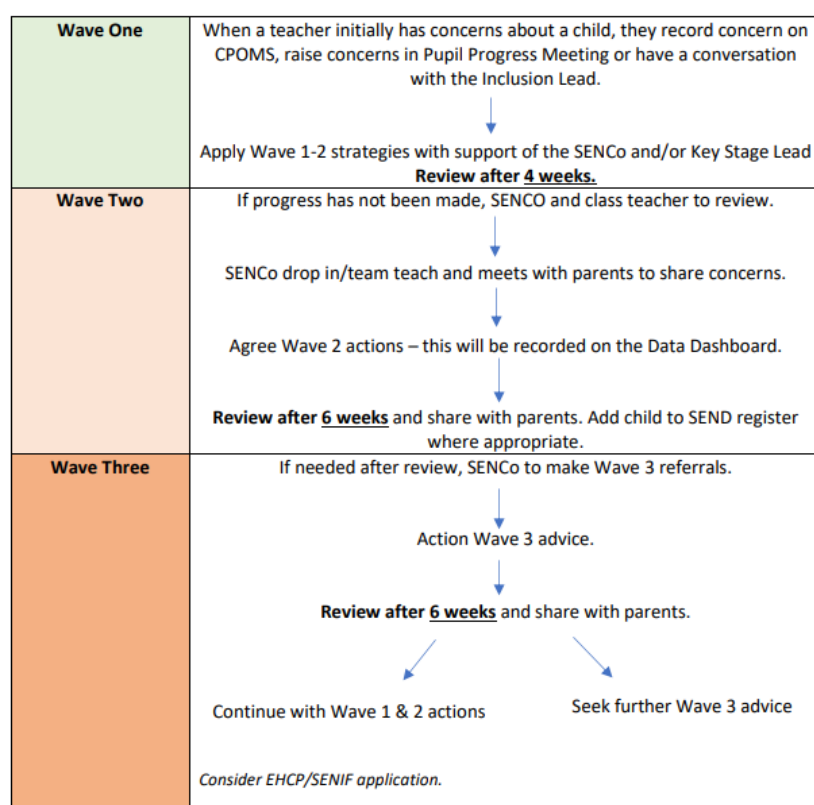 Wave One
When a teacher initially has concerns about a child, they record concern on
CPOMS, raise concerns in Pupil Progress Meeting or have a conversation
with the Inclusion Lead.
Apply Wave 1-2 strategies with support of the SENCo and/or Key Stage Lead
Review after 4 weeks.
Wave Two
If progress has not been made, SENCO and class teacher to review.
SENCo drop in/team teach and meets with parents to share concerns.
Agree Wave 2 actions – this will be recorded on the Data Dashboard.
Review after 6 weeks and share with parents. Add child to SEND register
where appropriate.
Wave Three
If needed after review, SENCo to make Wave 3 referrals.
Action Wave 3 advice.
Review after 6 weeks and share with parents.
Continue with Wave 1 & 2 actions
Seek further Wave 3 advice
Consider EHCP/SENIF application.